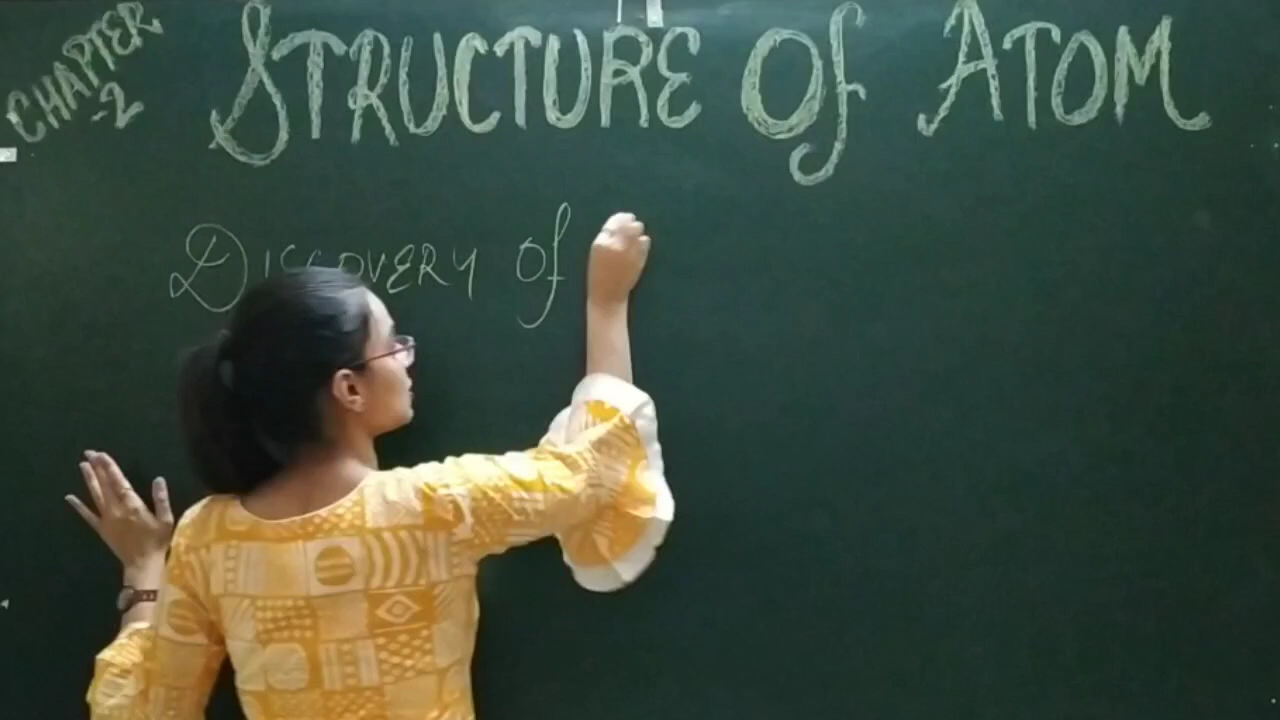 CHAPTER
-2
STRUCTURE Of ATOM
DISCOVERY Of